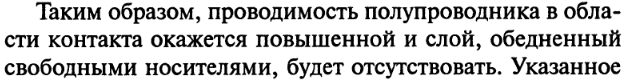 Таким образом, проводимость полупроводника в обла-
сти контакта окажется повышенной и слой, обедненный
свободными носителями, будет отсутствовать. Указанное